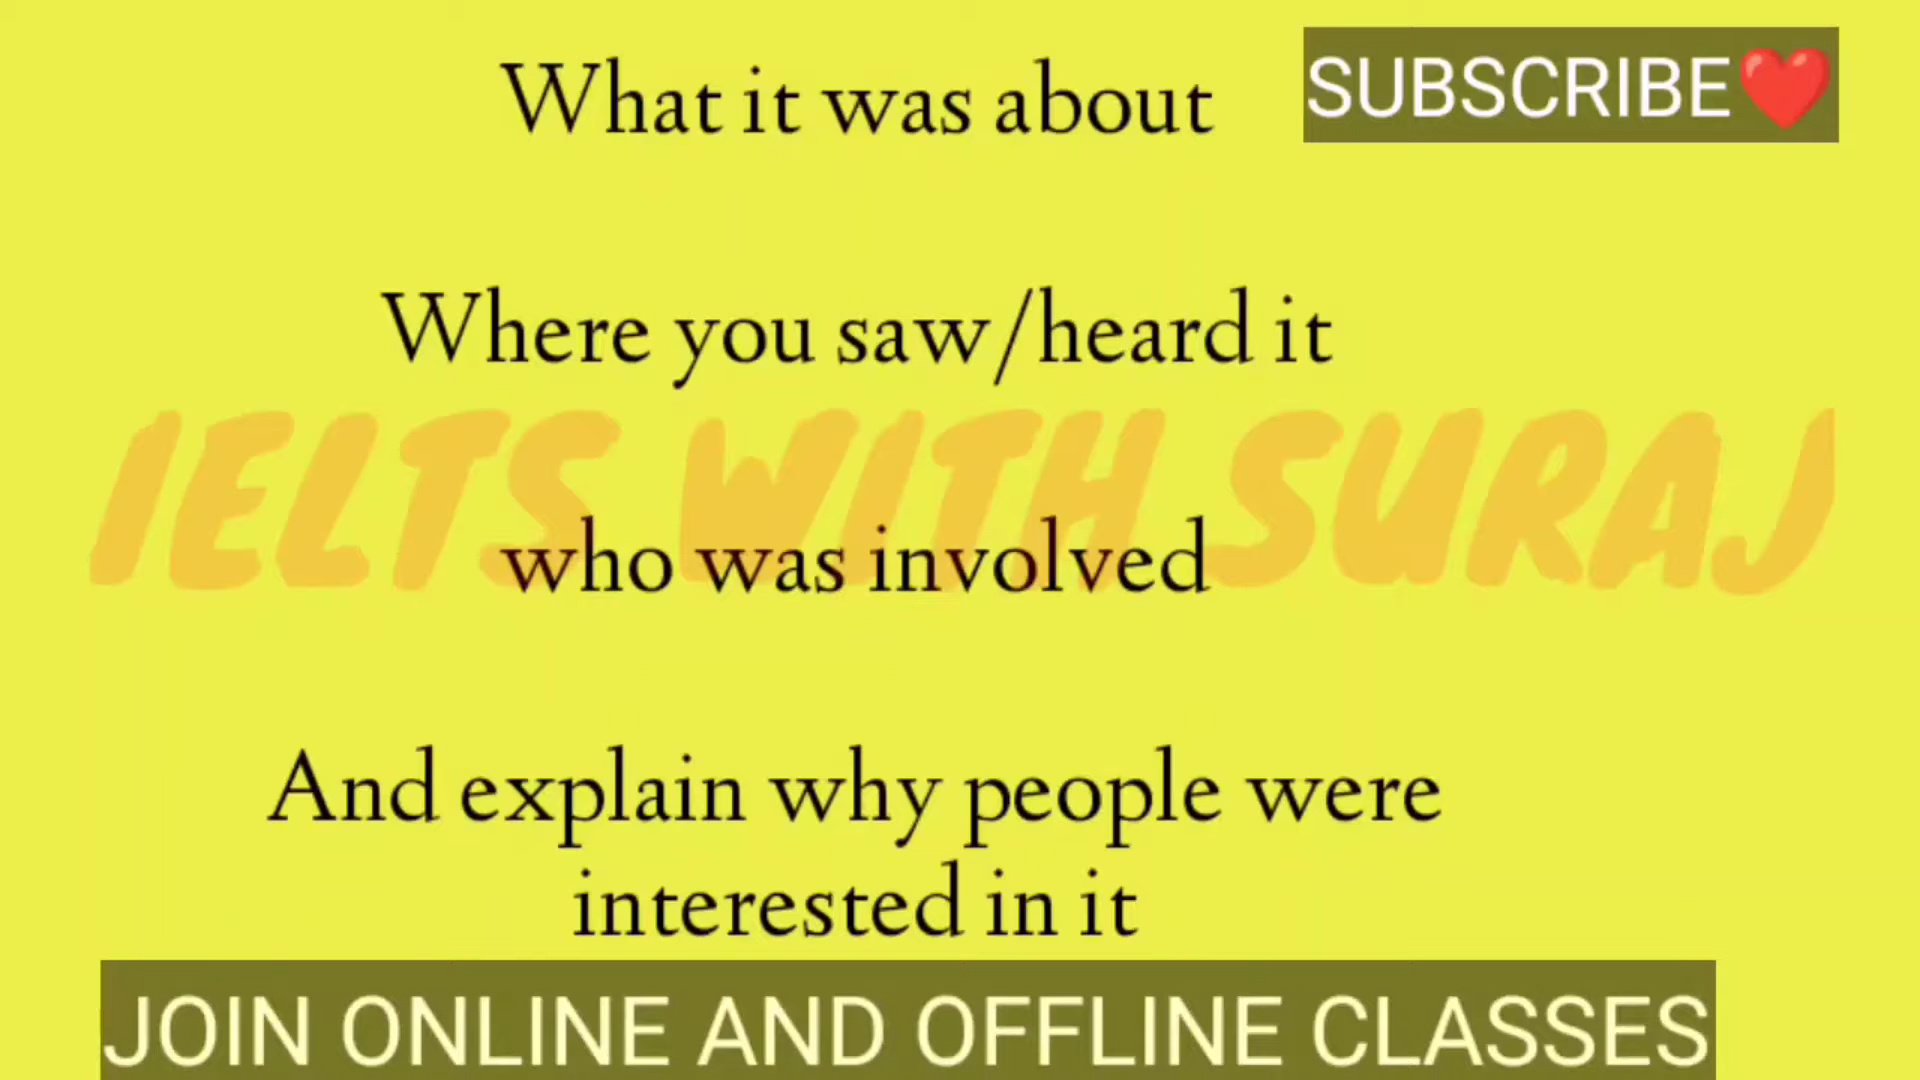 What it was about
SUBSCRIBE❤️
Where you saw/heard it
IELTS WITH SURAJ
who was involved
And explain why people were
interested in it
JOIN ONLINE AND OFFLINE CLASSES